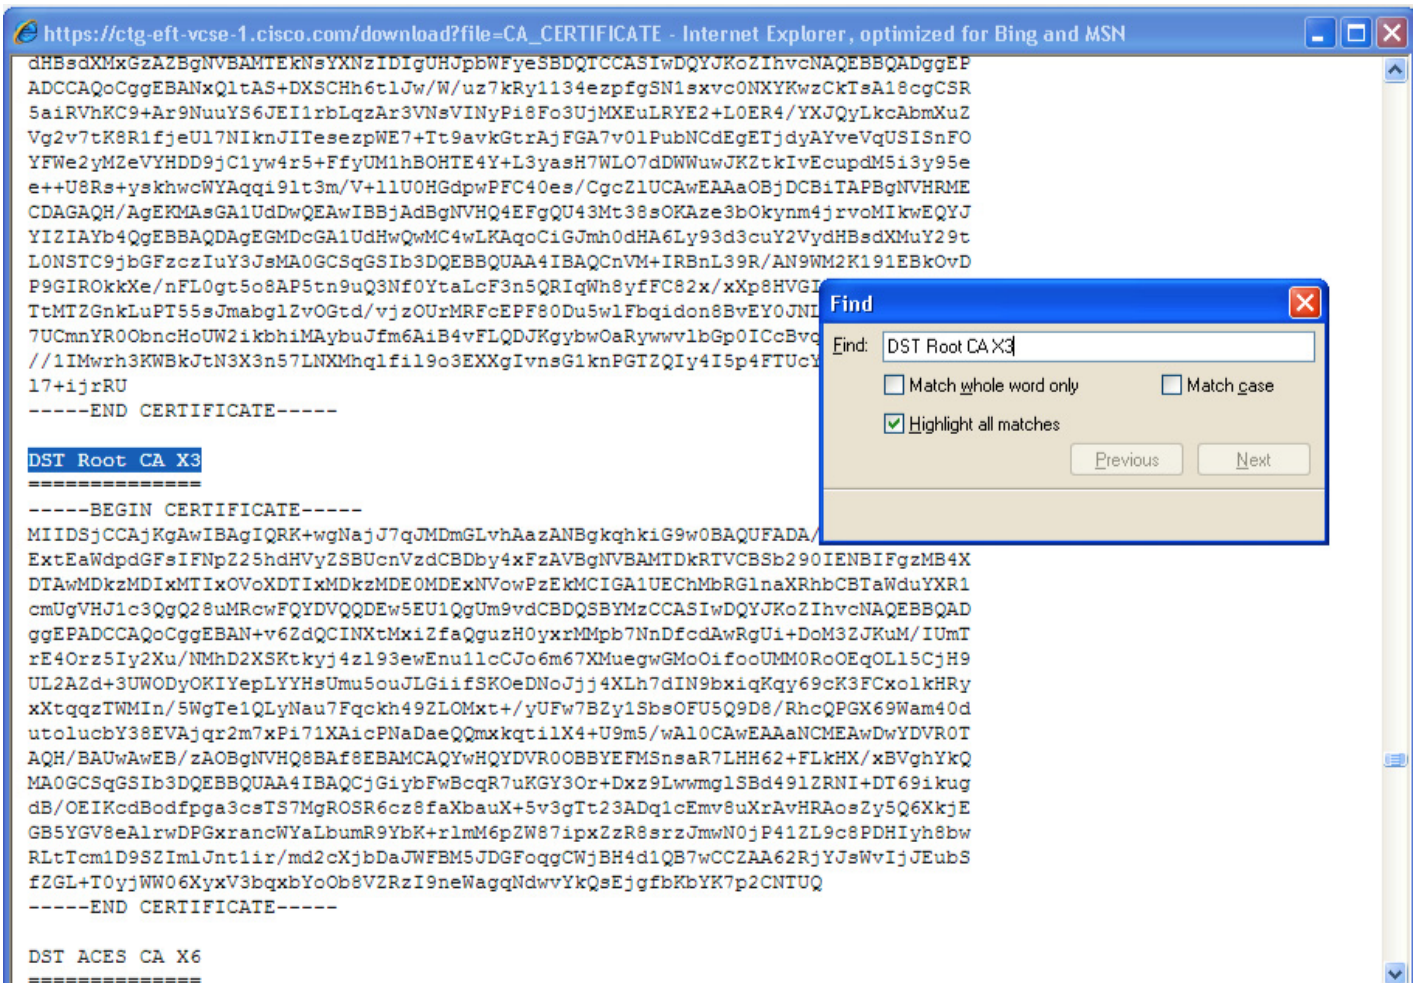 https://ctg-eft-vcse-1.cisco.com/download?file=CA_CERTIFICATE - Internet Explorer, optimized for Bing and MSN
dHBsdXMxGzAZBgNVBAMTEkNsYXNzIDIgUHJpbWFyeSBDQTCCASIwDQYJKoZIhvcNAQEBBQADggEP
ADCCAQoCggEBANxQltAS+DXSCHh6tlJw/W/uz7kRy1134ezpfgSN1sxvc0NXYKwzCkTsA18cgCSR
5aiRVhKC9+Ar9NuuYS6JEI1rbLqzAr3VNsVINyPi8Fo3UjMXEuLRYE2+L0ER4/YXJQyLkcAbmXuZ
Vg2v7tK8R1fjeUl7NIknJITesezpWE7+Tt9avkGtrAjFGA7v0lPubNCdEgETjdyAYveVqUSISnFO
YFWe2yMZeVYHDD9jC1yw4r5+FfyUM1hBOHTE4Y+L3yasH7WLO7dDWWuwJKZtkIvEcupdM5i3y95e
e++U8Rs+yskhwcWYAqqi9lt3m/V+llU0HGdpwPFC40es/CgcZlUCAwEAAaOBjDCBiTAPBgNVHRME
CDAGAQH/AgEKMAsGA1UdDwQEAwIBBjAdBgNVHQ4EFgQU43Mt38sOKAze3bOkynm4jrvoMIkwEQYJ
YIZIAYb4QgEBBAQDAgEGMDcGA1UdHwQwMC4wLKAqoCiGJmh0dHA6Ly93d3cuY2VydHBsdXMuY29t
L0NSTC9jbGFzczIuY3JsMA0GCSqGSIb3DQEBBQUAA4IBAQCnVM+IRBnL39R/AN9WM2K191EBkOvD
P9GIROkkXe/nFL0gt5o8AP5tn9uQ3Nf0YtaLcF3n5QRIqWh8yfFC82x/xXp8HVGI
TtMTZGnkLuPT55sJmabglZvOGtd/vjzOUrMRFcEPF80Du5wlFbqidon8BvEY0JNL
7UCmnYR0ObncHoUW2ikbhiMAybuJfm6AiB4vFLQDJKgybwOaRywwvlbGp0ICcBvq
//1IMwrh3KWBkJtN3X3n57LNXMhqlfil9o3EXXgIvnsG1knPGTZQIy4I5p4FTUcY
l7+ijrRU
-----END CERTIFICATE-----
DST Root CA X3
==============
-----BEGIN CERTIFICATE-----
MIIDSjCCAjKgAwIBAgIQRK+wgNajJ7qJMDmGLvhAazANBgkqhkiG9w0BAQUFADA/
ExtEaWdpdGFsIFNpZ25hdHVyZSBUcnVzdCBDby4xFzAVBgNVBAMTDkRTVCBSb290IENBIFgzMB4X
DTAwMDkzMDIxMTIxOVoXDTIxMDkzMDE0MDExNVowPzEkMCIGA1UEChMbRGlnaXRhbCBTaWduYXR1
cmUgVHJ1c3QgQ28uMRcwFQYDVQQDEw5EU1QgUm9vdCBDQSBYMzCCASIwDQYJKoZIhvcNAQEBBQAD
ggEPADCCAQoCggEBAN+v6ZdQCINXtMxiZfaQguzH0yxrMMpb7NnDfcdAwRgUi+DoM3ZJKuM/IUmT
rE4Orz5Iy2Xu/NMhD2XSKtkyj4zl93ewEnu1lcCJo6m67XMuegwGMoOifooUMM0RoOEqOLl5CjH9
UL2AZd+3UWODyOKIYepLYYHsUmu5ouJLGiifSKOeDNoJjj4XLh7dIN9bxiqKqy69cK3FCxolkHRy
xXtqqzTWMIn/5WgTe1QLyNau7Fqckh49ZLOMxt+/yUFw7BZy1SbsOFU5Q9D8/RhcQPGX69Wam40d
utolucbY38EVAjqr2m7xPi71XAicPNaDaeQQmxkqtilX4+U9m5/wAl0CAwEAAaNCMEAwDwYDVR0T
AQH/BAUwAwEB/zAOBgNVHQ8BAf8EBAMCAQYwHQYDVR0OBBYEFMSnsaR7LHH62+FLkHX/xBVghYkQ
MA0GCSqGSIb3DQEBBQUAA4IBAQCjGiybFwBcqR7uKGY3Or+Dxz9LwwmglSBd49lZRNI+DT69ikug
dB/OEIKcdBodfpga3csTS7MgROSR6cz8faXbauX+5v3gTt23ADq1cEmv8uXrAvHRAosZy5Q6XkjE
GB5YGV8eAlrwDPGxrancWYaLbumR9YbK+rlmM6pZW87ipxZzR8srzJmwN0jP41ZL9c8PDHIyh8bw
RLtTcm1D9SZImlJnt1ir/md2cXjbDaJWFBM5JDGFoqgCWjBH4d1QB7wCCZAA62RjYJsWvIjJEubS
fZGL+T0yjWW06XyxV3bqxbYoOb8VZRzI9neWagqNdwvYkQsEjgfbKbYK7p2CNTUQ
-----END CERTIFICATE-----
DST ACES CA X6
==============
Find
Find: DST Root CA X3
Match whole word only
Match case
Highlight all matches
Previous
Next